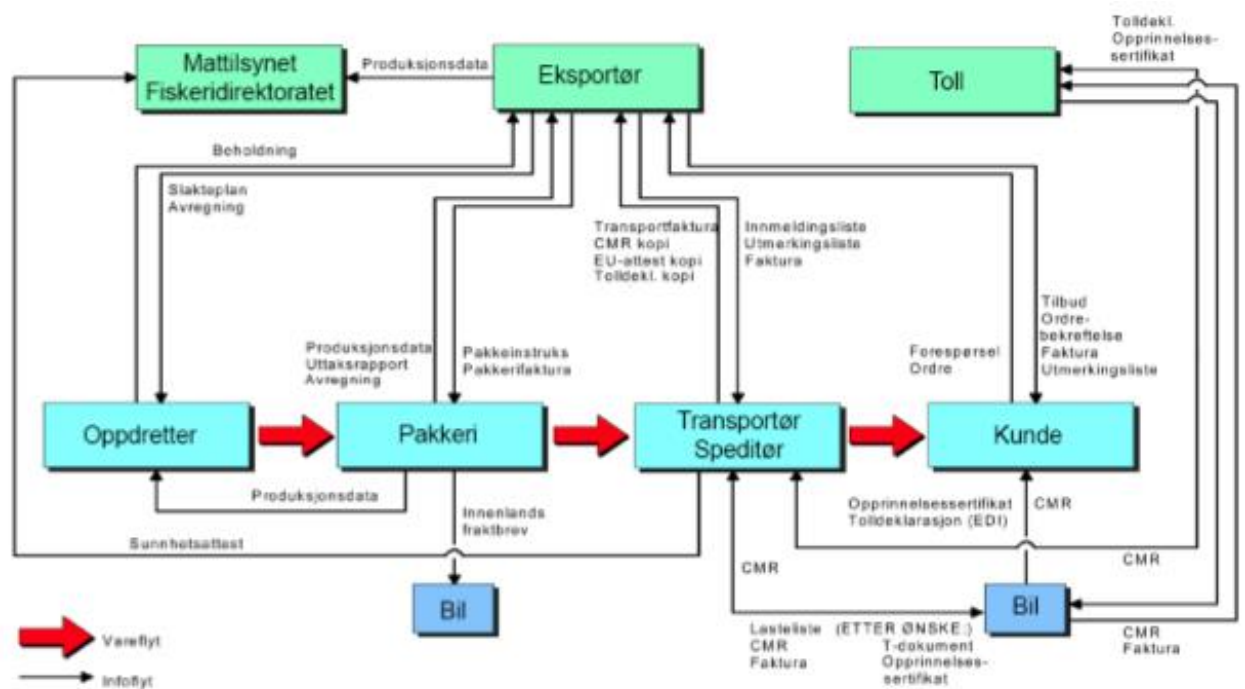 Tolldekl.
Opprinnelses-
sertifikat
Mattilsynet
Fiskeridirektoratet
Produksjonsdata
Eksportør
Toll
Beholdning
Slakteplan
Avregning
Transportfaktura
CMR kopi
EU-attest kopi
Tolldekl. kopi
Innmeldingsliste
Utmerkingsliste
Faktura
Produksjonsdata
Uttaksrapport
Avregning
Pakkeinstruks
Pakkerifaktura
Forespørsel
Ordre
Tilbud
Ordre-
bekreftelse
Faktura
Utmerkingsliste
Oppdretter
Pakkeri
Transportør
Speditør
Kunde
Produksjonsdata
Innenlands
fraktbrev
Opprinnelsessertifikat
Tolldeklarasjon (EDI)
CMR
Sunnhetsattest
CMR
CMR
Bil
Bil
Lasteliste (ETTER ØNSKE:)
CMR T-dokument
Faktura Opprinnelses-
sertifikat
CMR
Faktura
Vareflyt
Infoflyt